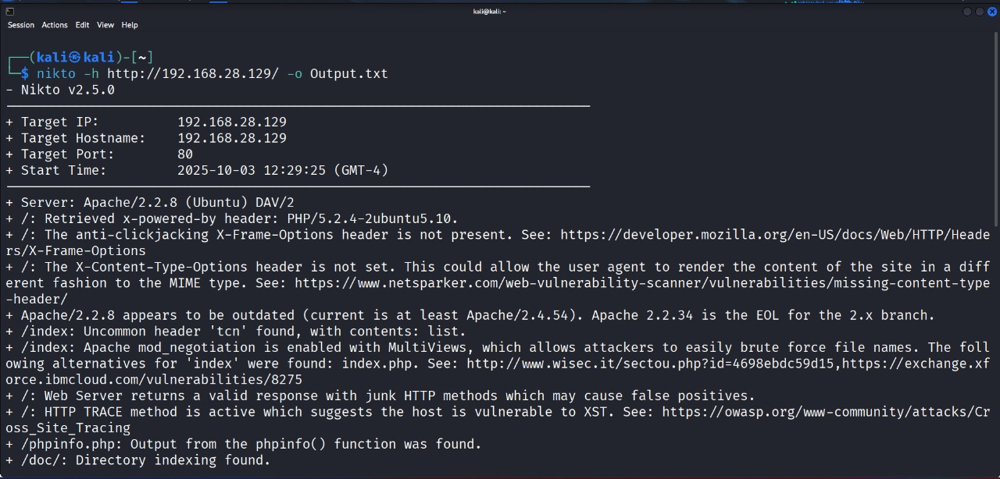 kali@kali: ~
Session Actions Edit View Help
┌──(kali㉿kali)-[~]
└─$ nikto -h http://192.168.28.129/ -o Output.txt
- Nikto v2.5.0
+ Target IP: 192.168.28.129
+ Target Hostname: 192.168.28.129
+ Target Port: 80
+ Start Time: 2025-10-03 12:29:25 (GMT-4)
+ Server: Apache/2.2.8 (Ubuntu) DAV/2
+ /: Retrieved x-powered-by header: PHP/5.2.4-2ubuntu5.10.
+ /: The anti-clickjacking X-Frame-Options header is not present. See: https://developer.mozilla.org/en-US/docs/Web/HTTP/Heade
rs/X-Frame-Options
+ /: The X-Content-Type-Options header is not set. This could allow the user agent to render the content of the site in a diff
erent fashion to the MIME type. See: https://www.netsparker.com/web-vulnerability-scanner/vulnerabilities/missing-content-type
-header/
+ Apache/2.2.8 appears to be outdated (current is at least Apache/2.4.54). Apache 2.2.34 is the EOL for the 2.x branch.
+ /index: Uncommon header 'tcn' found, with contents: list.
+ /index: Apache mod_negotiation is enabled with MultiViews, which allows attackers to easily brute force file names. The foll
owing alternatives for 'index' were found: index.php. See: http://www.wisec.it/sectou.php?id=4698ebdc59d15,https://exchange.xf
orce.ibmcloud.com/vulnerabilities/8275
+ /: Web Server returns a valid response with junk HTTP methods which may cause false positives.
+ /: HTTP TRACE method is active which suggests the host is vulnerable to XST. See: https://owasp.org/www-community/attacks/Cr
oss_Site_Tracing
+ /phpinfo.php: Output from the phpinfo() function was found.
+ /doc/: Directory indexing found.